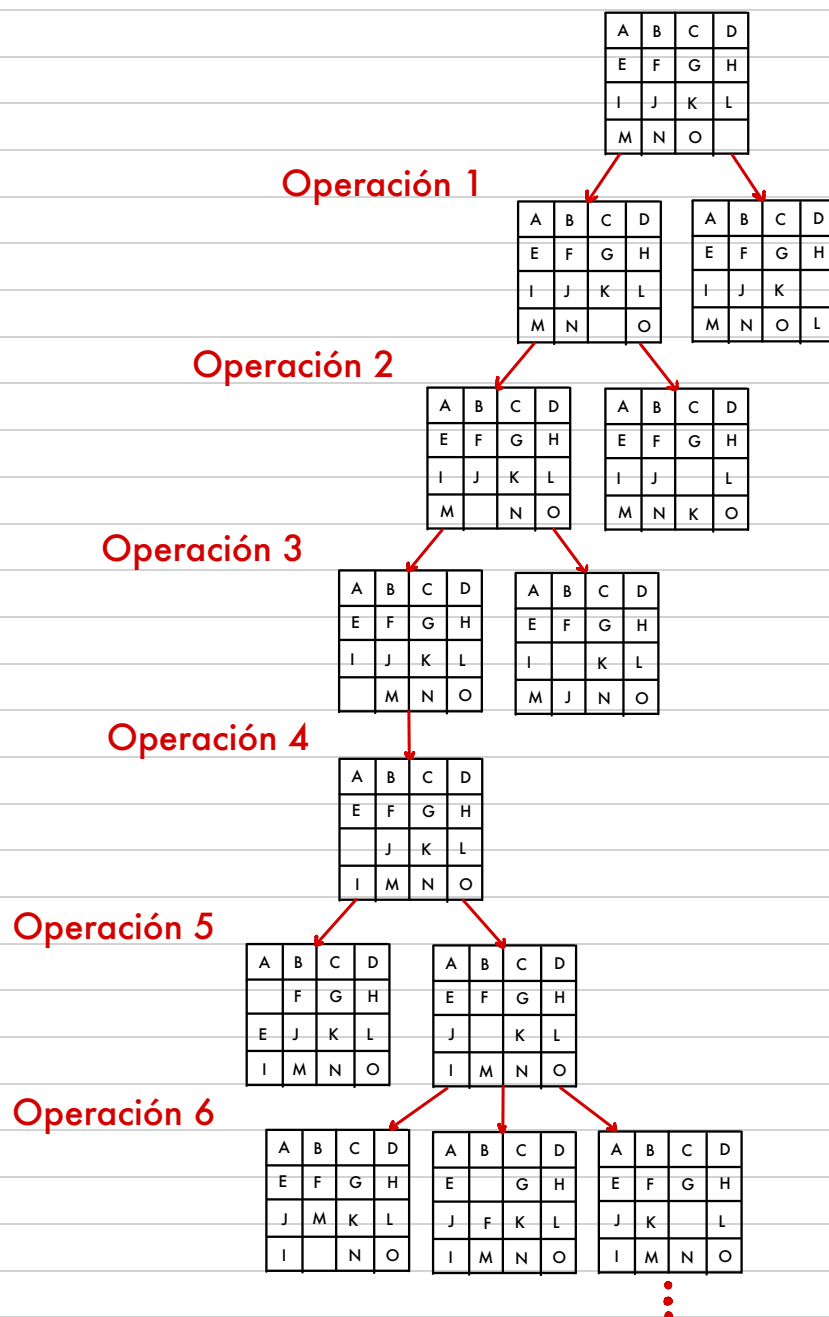 A B C D
E F G H
I J K L
M N O
Operación 1
A B C D
E F G H
I J K L
M N O
A B C D
E F G H
I J K
M N O L
Operación 2
A B C D
E F G H
I J K L
M N O
A B C D
E F G H
I J L
M N K O
Operación 3
A B C D
E F G H
I J K L
M N O
A B C D
E F G H
I K L
M J N O
Operación 4
A B C D
E F G H
J K L
I M N O
Operación 5
A B C D
F G H
E J K L
I M N O
A B C D
E F G H
J K L
I M N O
Operación 6
A B C D
E F G H
J M K L
I N O
A B C D
E G H
J F K L
I M N O
A B C D
E F G H
J K L
I M N O